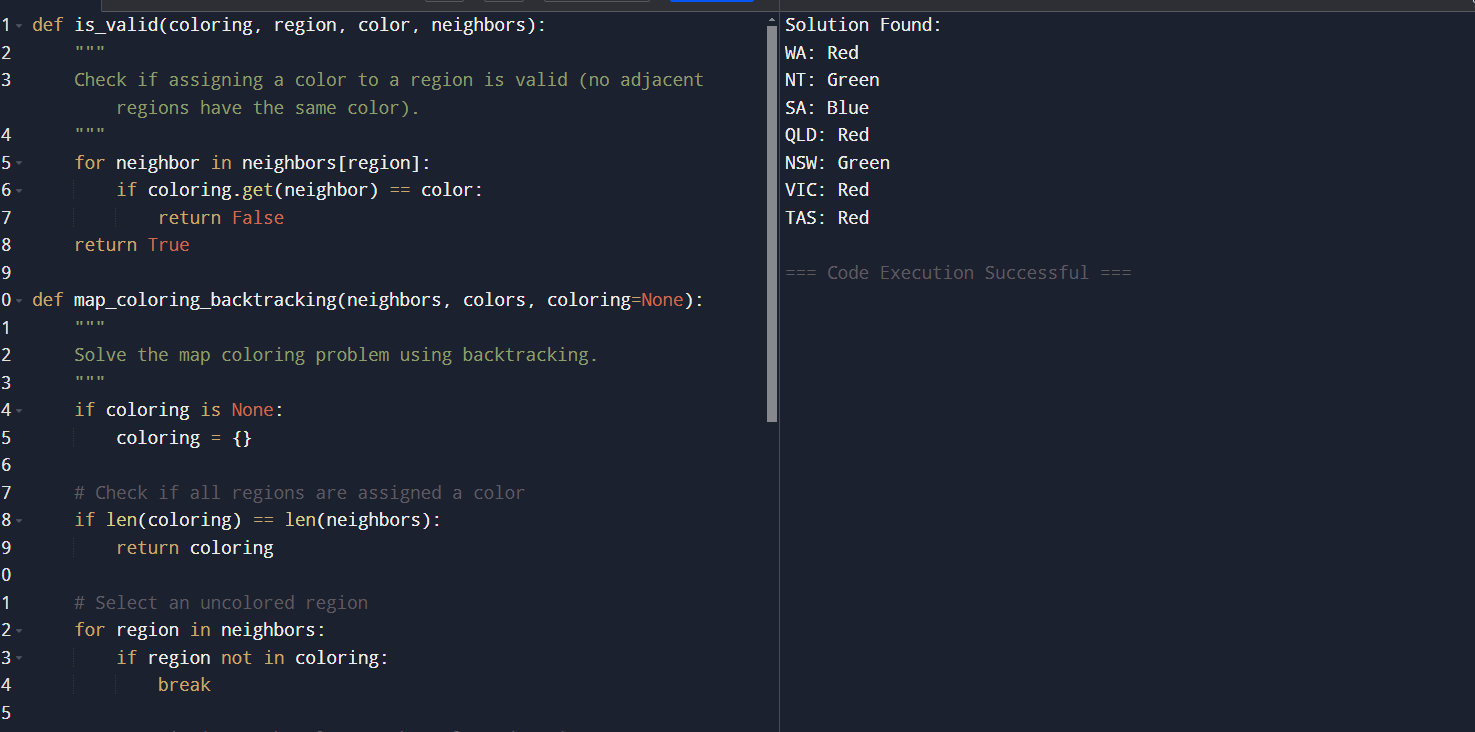 1 def is_valid(coloring, region, color, neighbors):
2     """
3     Check if assigning a color to a region is valid (no adjacent
        regions have the same color).
4     """
5     for neighbor in neighbors[region]:
6         if coloring.get(neighbor) == color:
7             return False
8     return True
9
0 def map_coloring_backtracking(neighbors, colors, coloring=None):
1     """
2     Solve the map coloring problem using backtracking.
3     """
4     if coloring is None:
5         coloring = {}
6
7     # Check if all regions are assigned a color
8     if len(coloring) == len(neighbors):
9         return coloring
0
1     # Select an uncolored region
2     for region in neighbors:
3         if region not in coloring:
4             break
5
Solution Found:
WA: Red
NT: Green
SA: Blue
QLD: Red
NSW: Green
VIC: Red
TAS: Red
=== Code Execution Successful ===